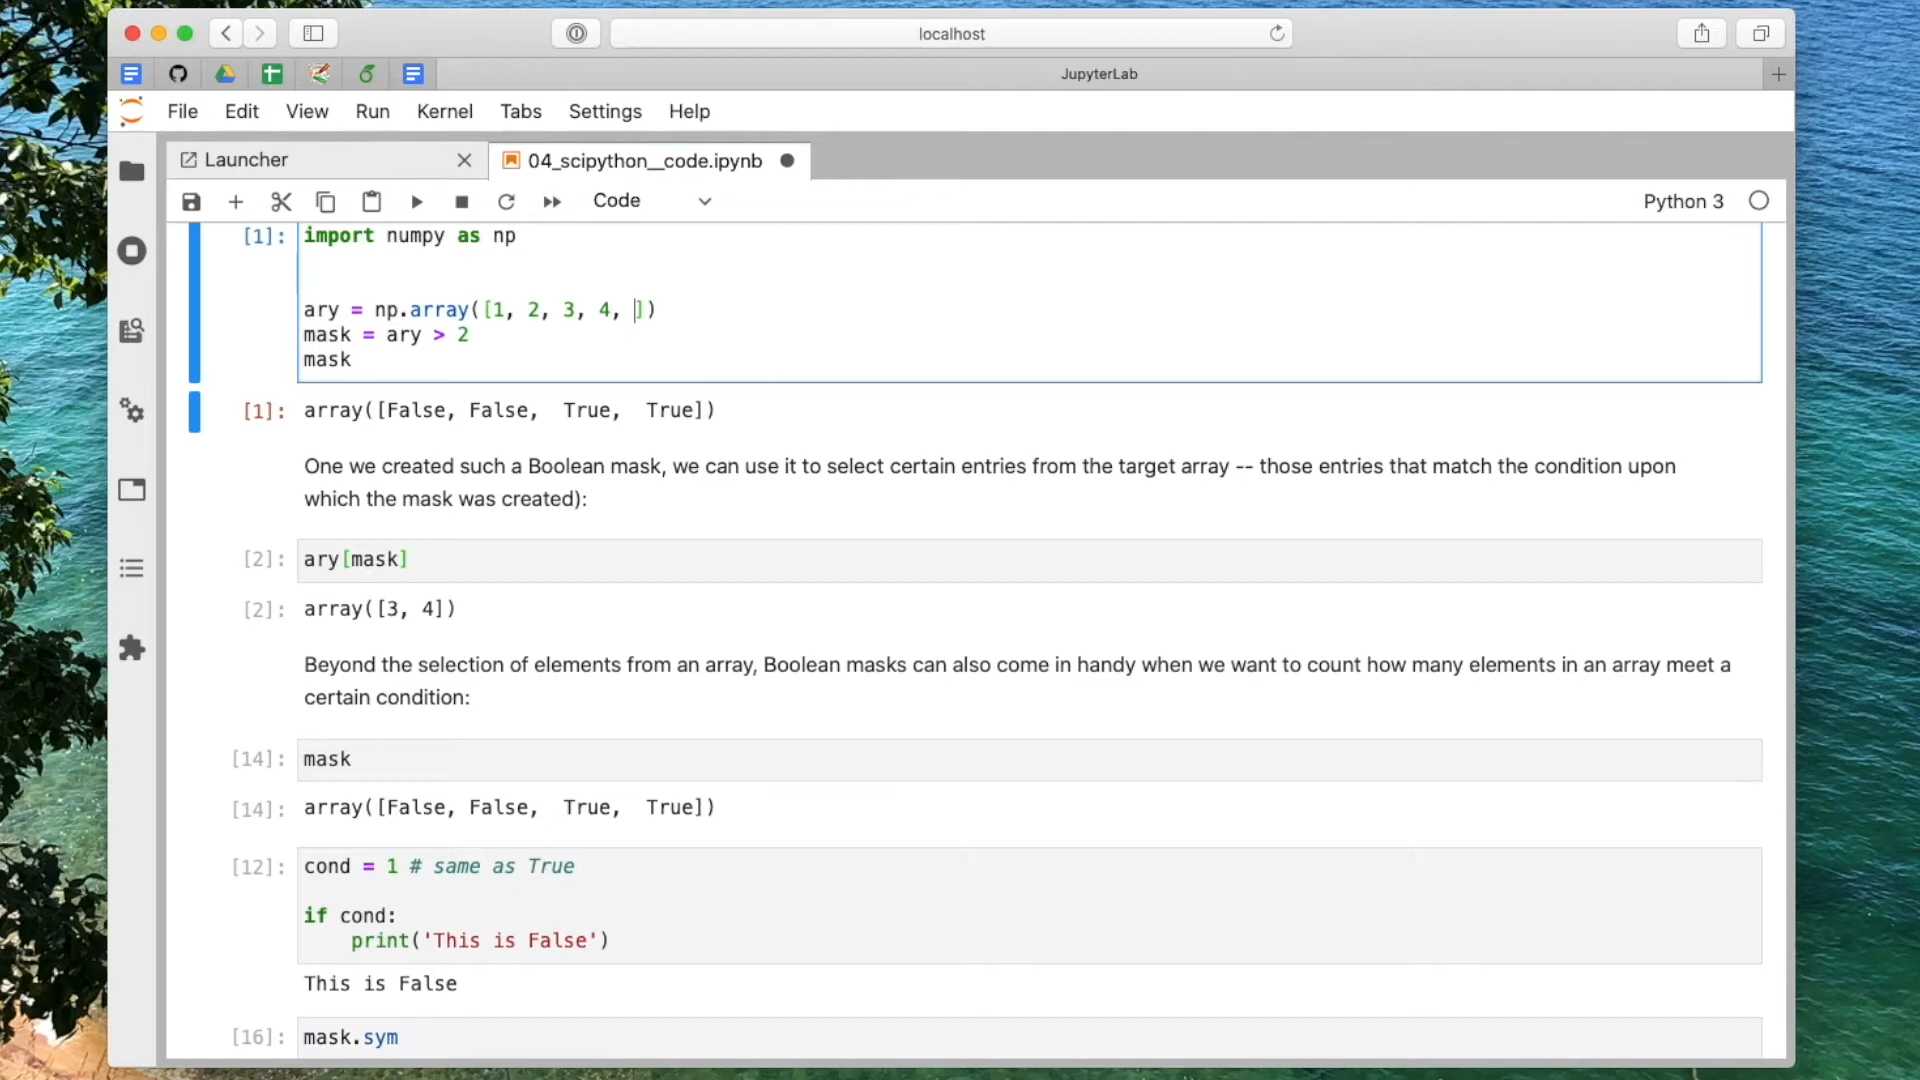 localhost
JupyterLab
File Edit View Run Kernel Tabs Settings Help
Launcher
04_scipython__code.ipynb
Code
Python 3
[1]: import numpy as np
ary = np.array([1, 2, 3, 4, ])
mask = ary > 2
mask
[1]: array([False, False,  True,  True])
One we created such a Boolean mask, we can use it to select certain entries from the target array -- those entries that match the condition upon
which the mask was created):
[2]: ary[mask]
[2]: array([3, 4])
Beyond the selection of elements from an array, Boolean masks can also come in handy when we want to count how many elements in an array meet a
certain condition:
[14]: mask
[14]: array([False, False,  True,  True])
[12]: cond = 1 # same as True
if cond:
    print('This is False')
This is False
[16]: mask.sym